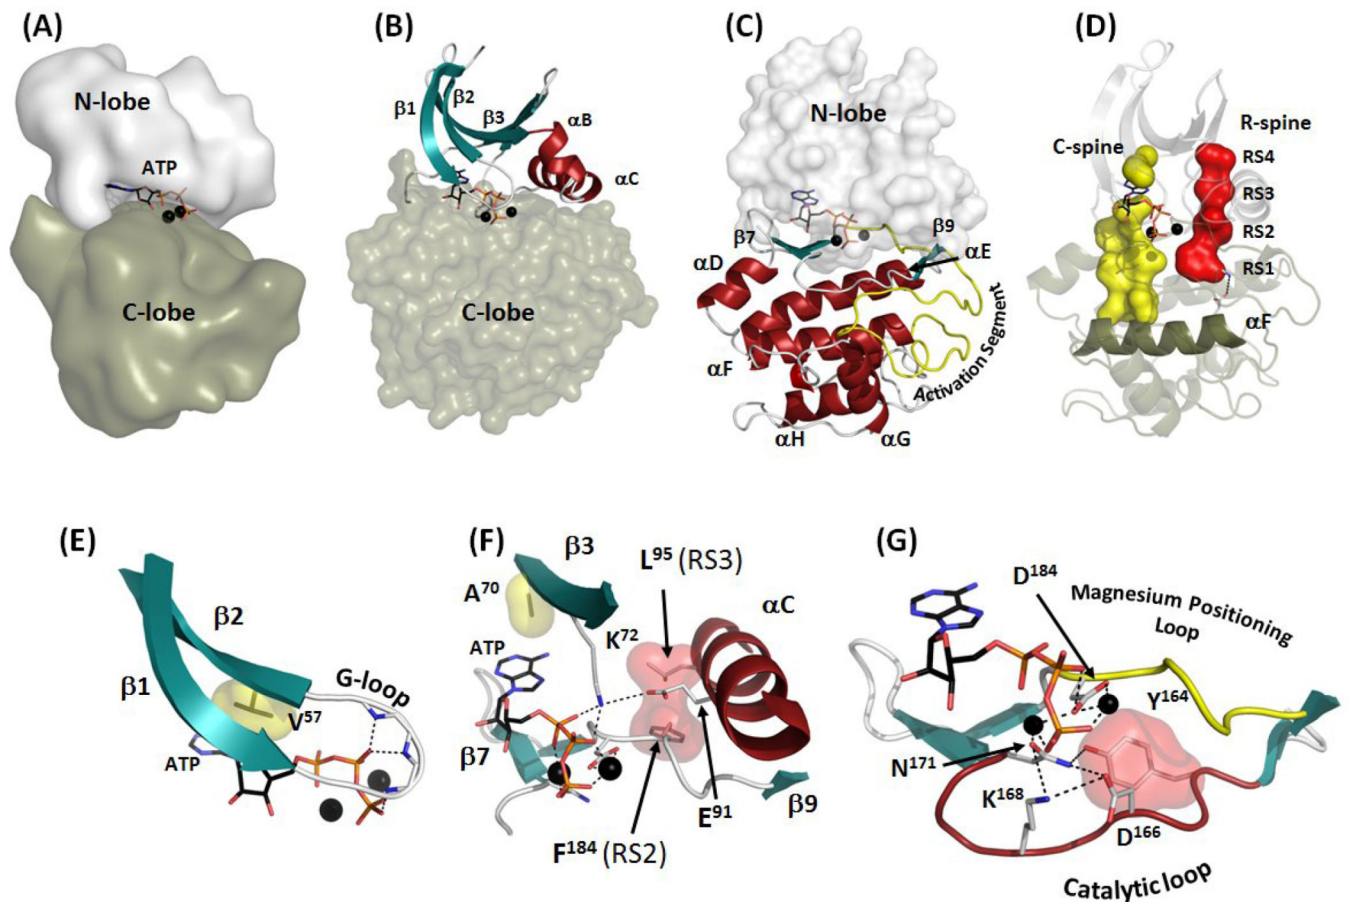 (A)
N-lobe
ATP
C-lobe
(B)
β1
β2
β3
αB
αC
C-lobe
(C)
N-lobe
β7
β9
αD
αE
αF
Activation Segment
αH
αG
(D)
R-spine
C-spine
RS4
RS3
RS2
RS1
αF
(E)
β2
β1
G-loop
V57
ATP
(F)
β3
L95 (RS3)
A70
αC
K72
ATP
β7
E91
β9
F184 (RS2)
(G)
D184
Magnesium Positioning
Loop
Y164
N171
K168
D166
Catalytic loop